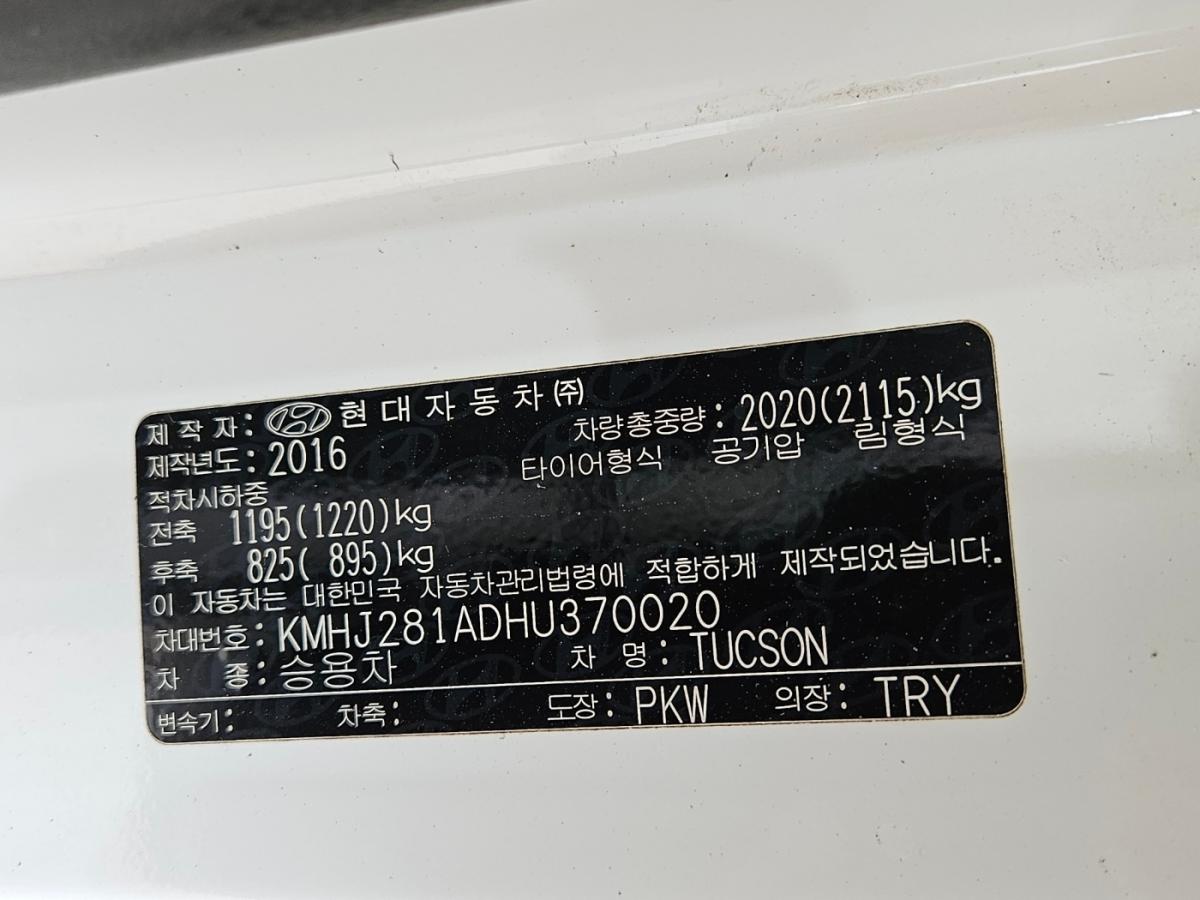 제 작 자: 현 대 자 동 차 ㈜
제작년도: 2016 차량총중량: 2020(2115)kg
적차시하중 타이어형식 공기압 림형식
전축 1195(1220)kg
후축 825( 895)kg
이 자동차는 대한민국 자동차관리법령에 적합하게 제작되었습니다.
차대번호: KMHJ281ADHU370020
차 종: 승용차 차 명: TUCSON
변속기: 차축: 도장: PKW 의장: TRY